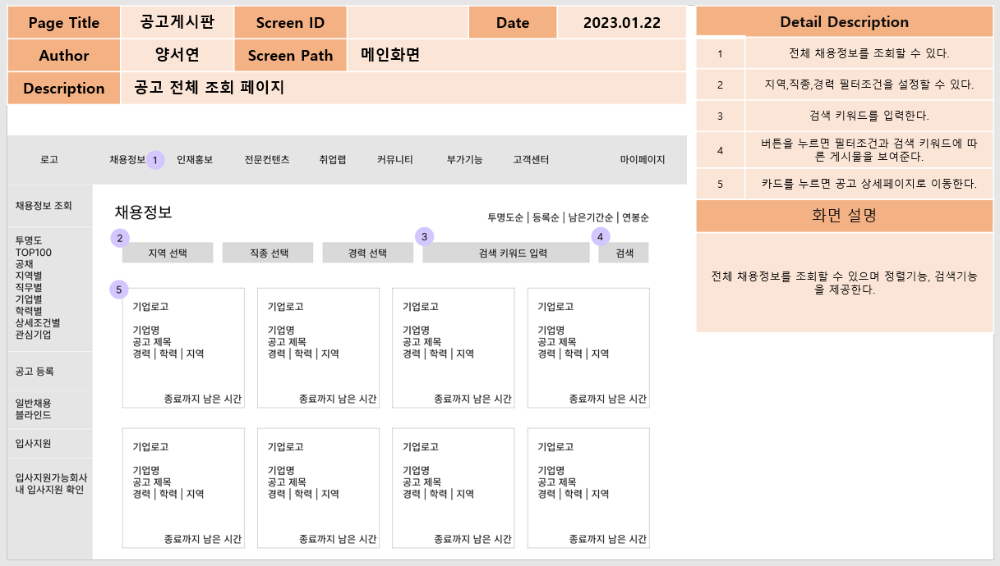 Page Title 공고게시판 Screen ID Date 2023.01.22
Author 양서연 Screen Path 메인화면
Description 공고 전체 조회 페이지
로고 채용정보 1 인재홍보 전문컨텐츠 취업랩 커뮤니티 부가기능 고객센터 마이페이지
채용정보 조회
투명도
TOP100
공채
지역별
직무별
기업별
학력별
상세조건별
관심기업
공고 등록
일반채용
블라인드
입사지원
입사지원가능회사
내 입사지원 확인
채용정보
투명도순 | 등록순 | 남은기간순 | 연봉순
2 3 4
지역 선택 직종 선택 경력 선택 검색 키워드 입력 검색
5
기업로고 기업로고 기업로고 기업로고
기업명 기업명 기업명 기업명
공고 제목 공고 제목 공고 제목 공고 제목
경력 | 학력 | 지역 경력 | 학력 | 지역 경력 | 학력 | 지역 경력 | 학력 | 지역
종료까지 남은 시간 종료까지 남은 시간 종료까지 남은 시간 종료까지 남은 시간
기업로고 기업로고 기업로고 기업로고
기업명 기업명 기업명 기업명
공고 제목 공고 제목 공고 제목 공고 제목
경력 | 학력 | 지역 경력 | 학력 | 지역 경력 | 학력 | 지역 경력 | 학력 | 지역
종료까지 남은 시간 종료까지 남은 시간 종료까지 남은 시간 종료까지 남은 시간
Detail Description
1 전체 채용정보를 조회할 수 있다.
2 지역,직종,경력 필터조건을 설정할 수 있다.
3 검색 키워드를 입력한다.
4 버튼을 누르면 필터조건과 검색 키워드에 따
른 게시물을 보여준다.
5 카드를 누르면 공고 상세페이지로 이동한다.
화면 설명
전체 채용정보를 조회할 수 있으며 정렬기능, 검색기능
을 제공한다.